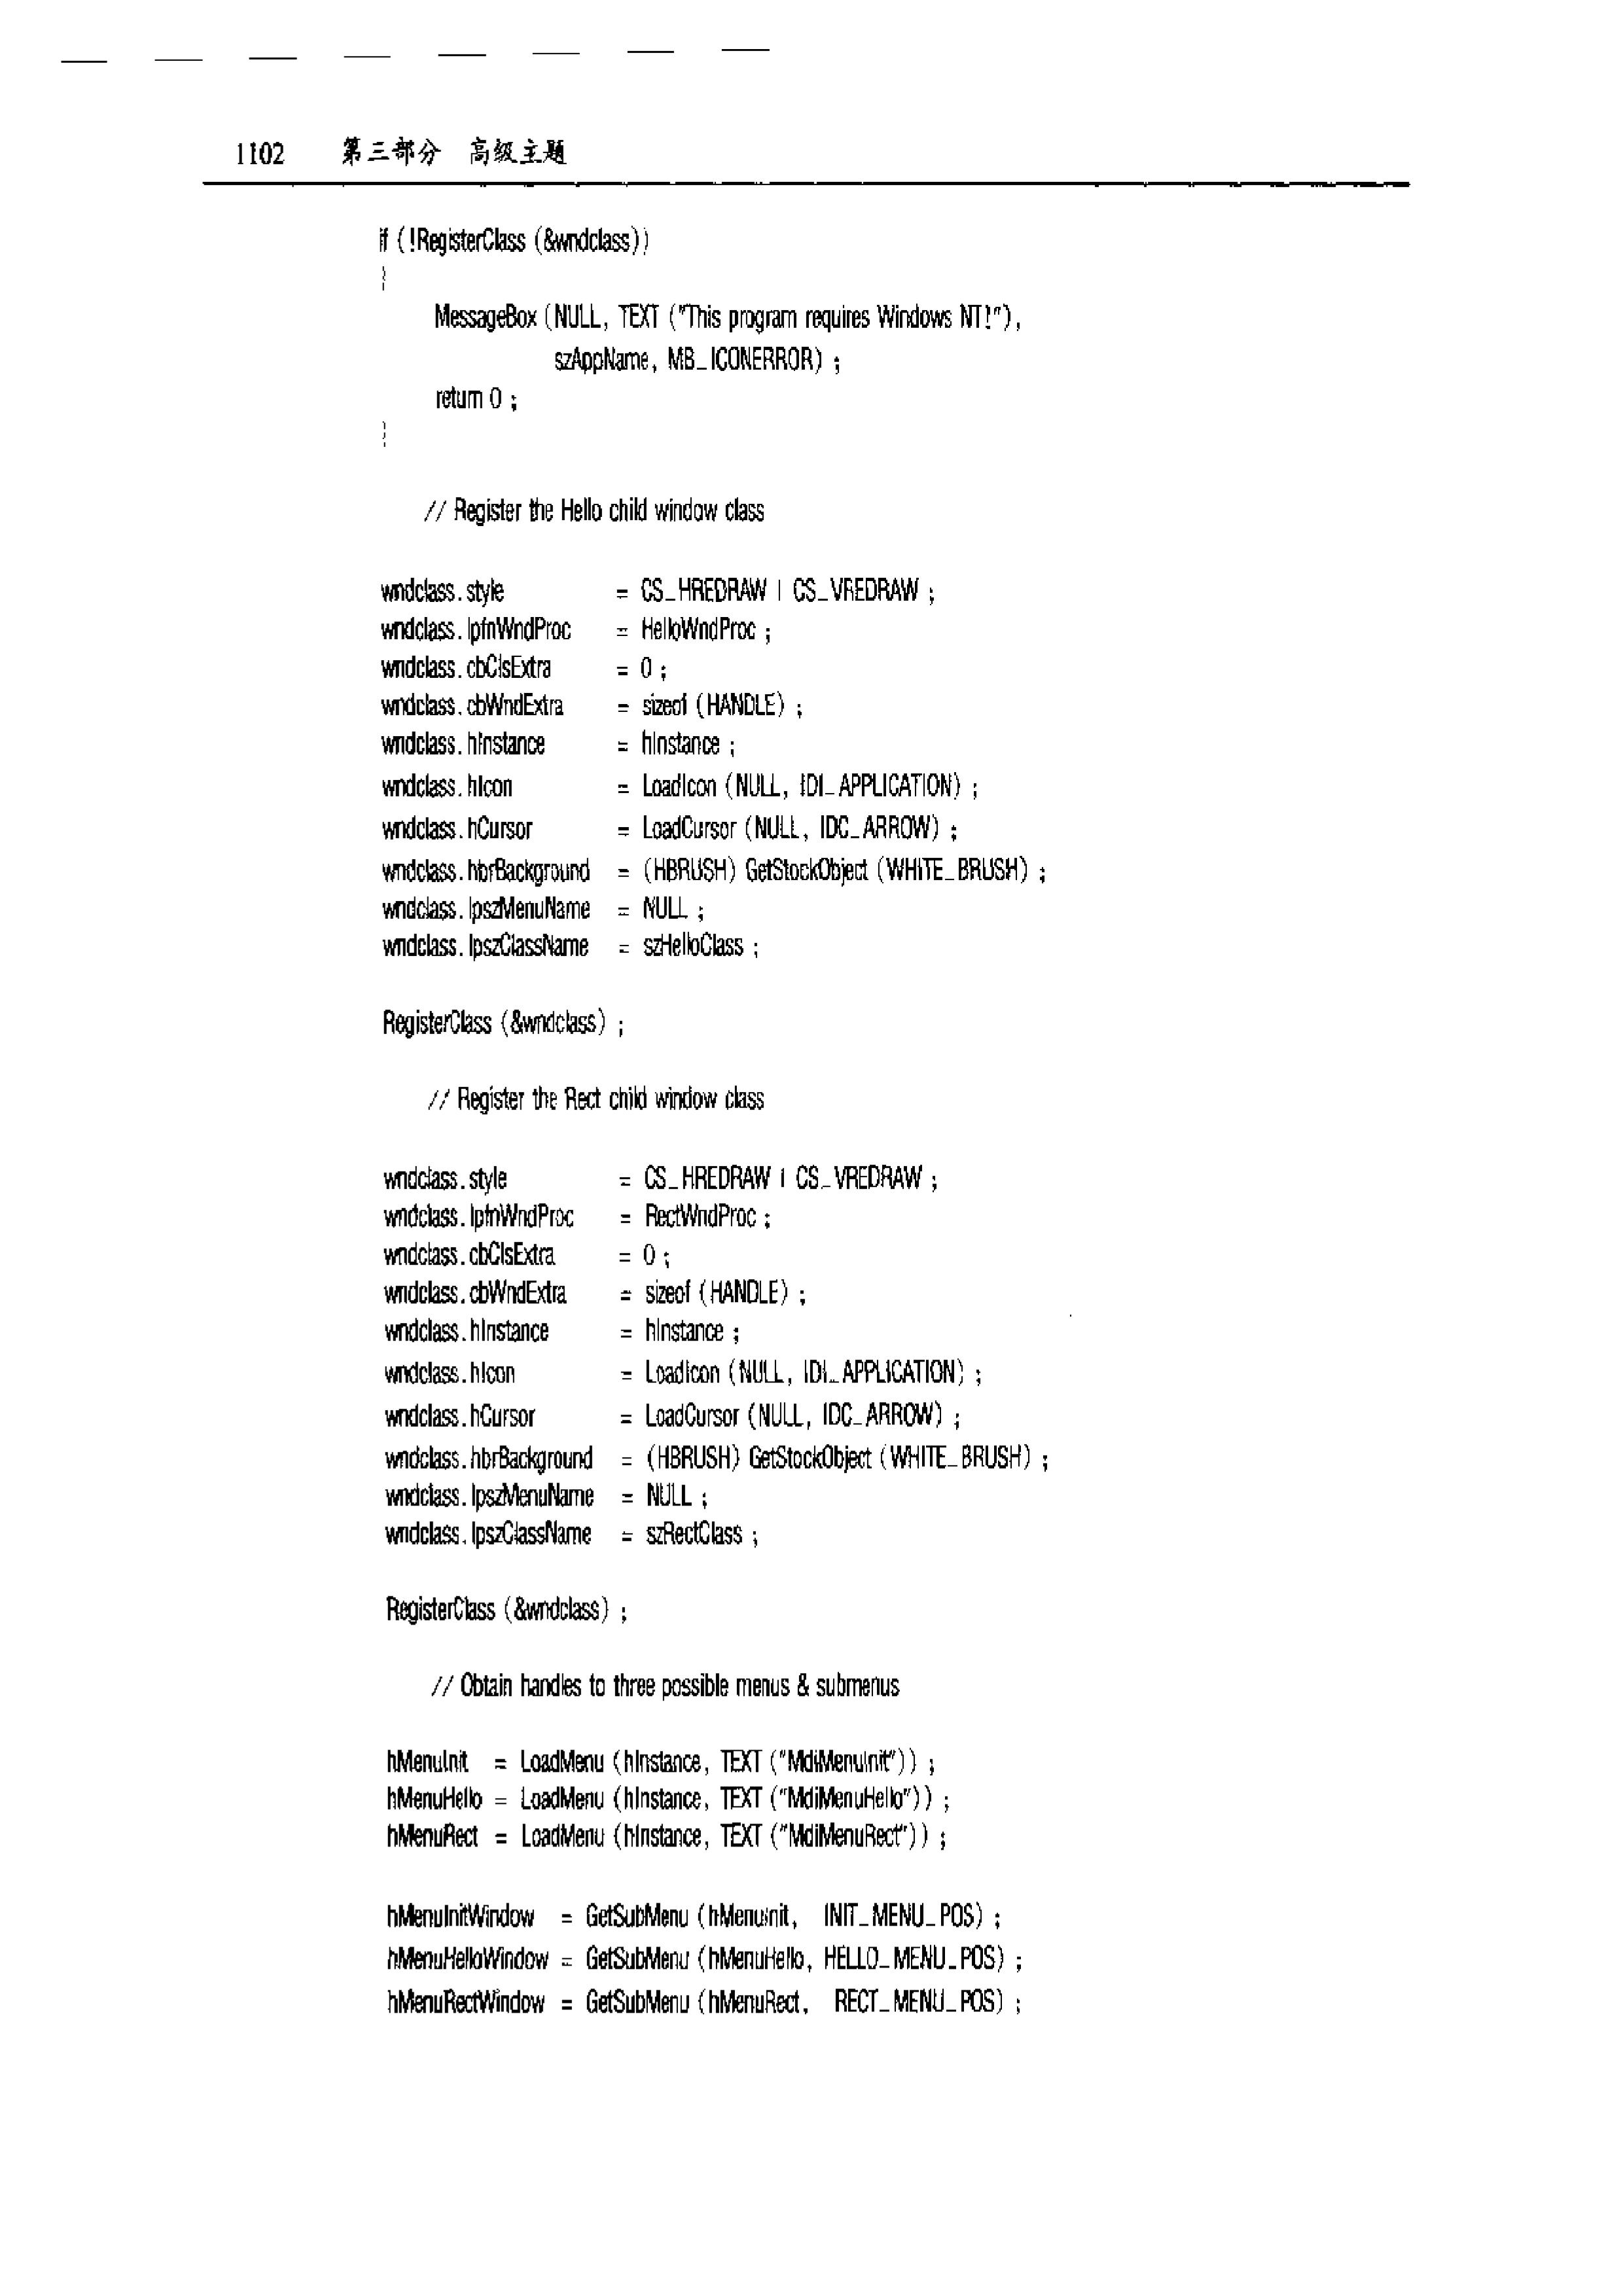 1102 第三部分 高级主题
if (!RegisterClass (&wndclass))
{
MessageBox (NULL, TEXT ("This program requires Windows NT!"),
szAppName, MB_ICONERROR) ;
return 0 ;
}
// Register the Hello child window class
wndclass.style = CS_HREDRAW | CS_VREDRAW ;
wndclass.lpfnWndProc = HelloWndProc ;
wndclass.cbClsExtra = 0 ;
wndclass.cbWndExtra = sizeof (HANDLE) ;
wndclass.hInstance = hInstance ;
wndclass.hIcon = LoadIcon (NULL, IDI_APPLICATION) ;
wndclass.hCursor = LoadCursor (NULL, IDC_ARROW) ;
wndclass.hbrBackground = (HBRUSH) GetStockObject (WHITE_BRUSH) ;
wndclass.lpszMenuName = NULL ;
wndclass.lpszClassName = szHelloClass ;
RegisterClass (&wndclass) ;
// Register the Rect child window class
wndclass.style = CS_HREDRAW | CS_VREDRAW ;
wndclass.lpfnWndProc = RectWndProc ;
wndclass.cbClsExtra = 0 ;
wndclass.cbWndExtra = sizeof (HANDLE) ;
wndclass.hInstance = hInstance ;
wndclass.hIcon = LoadIcon (NULL, IDI_APPLICATION) ;
wndclass.hCursor = LoadCursor (NULL, IDC_ARROW) ;
wndclass.hbrBackground = (HBRUSH) GetStockObject (WHITE_BRUSH) ;
wndclass.lpszMenuName = NULL ;
wndclass.lpszClassName = szRectClass ;
RegisterClass (&wndclass) ;
// Obtain handles to three possible menus & submenus
hMenuInit = LoadMenu (hInstance, TEXT ("MdiMenuInit")) ;
hMenuHello = LoadMenu (hInstance, TEXT ("MdiMenuHello")) ;
hMenuRect = LoadMenu (hInstance, TEXT ("MdiMenuRect")) ;
hMenuInitWindow = GetSubMenu (hMenuInit, INIT_MENU_POS) ;
hMenuHelloWindow = GetSubMenu (hMenuHello, HELLO_MENU_POS) ;
hMenuRectWindow = GetSubMenu (hMenuRect, RECT_MENU_POS) ;